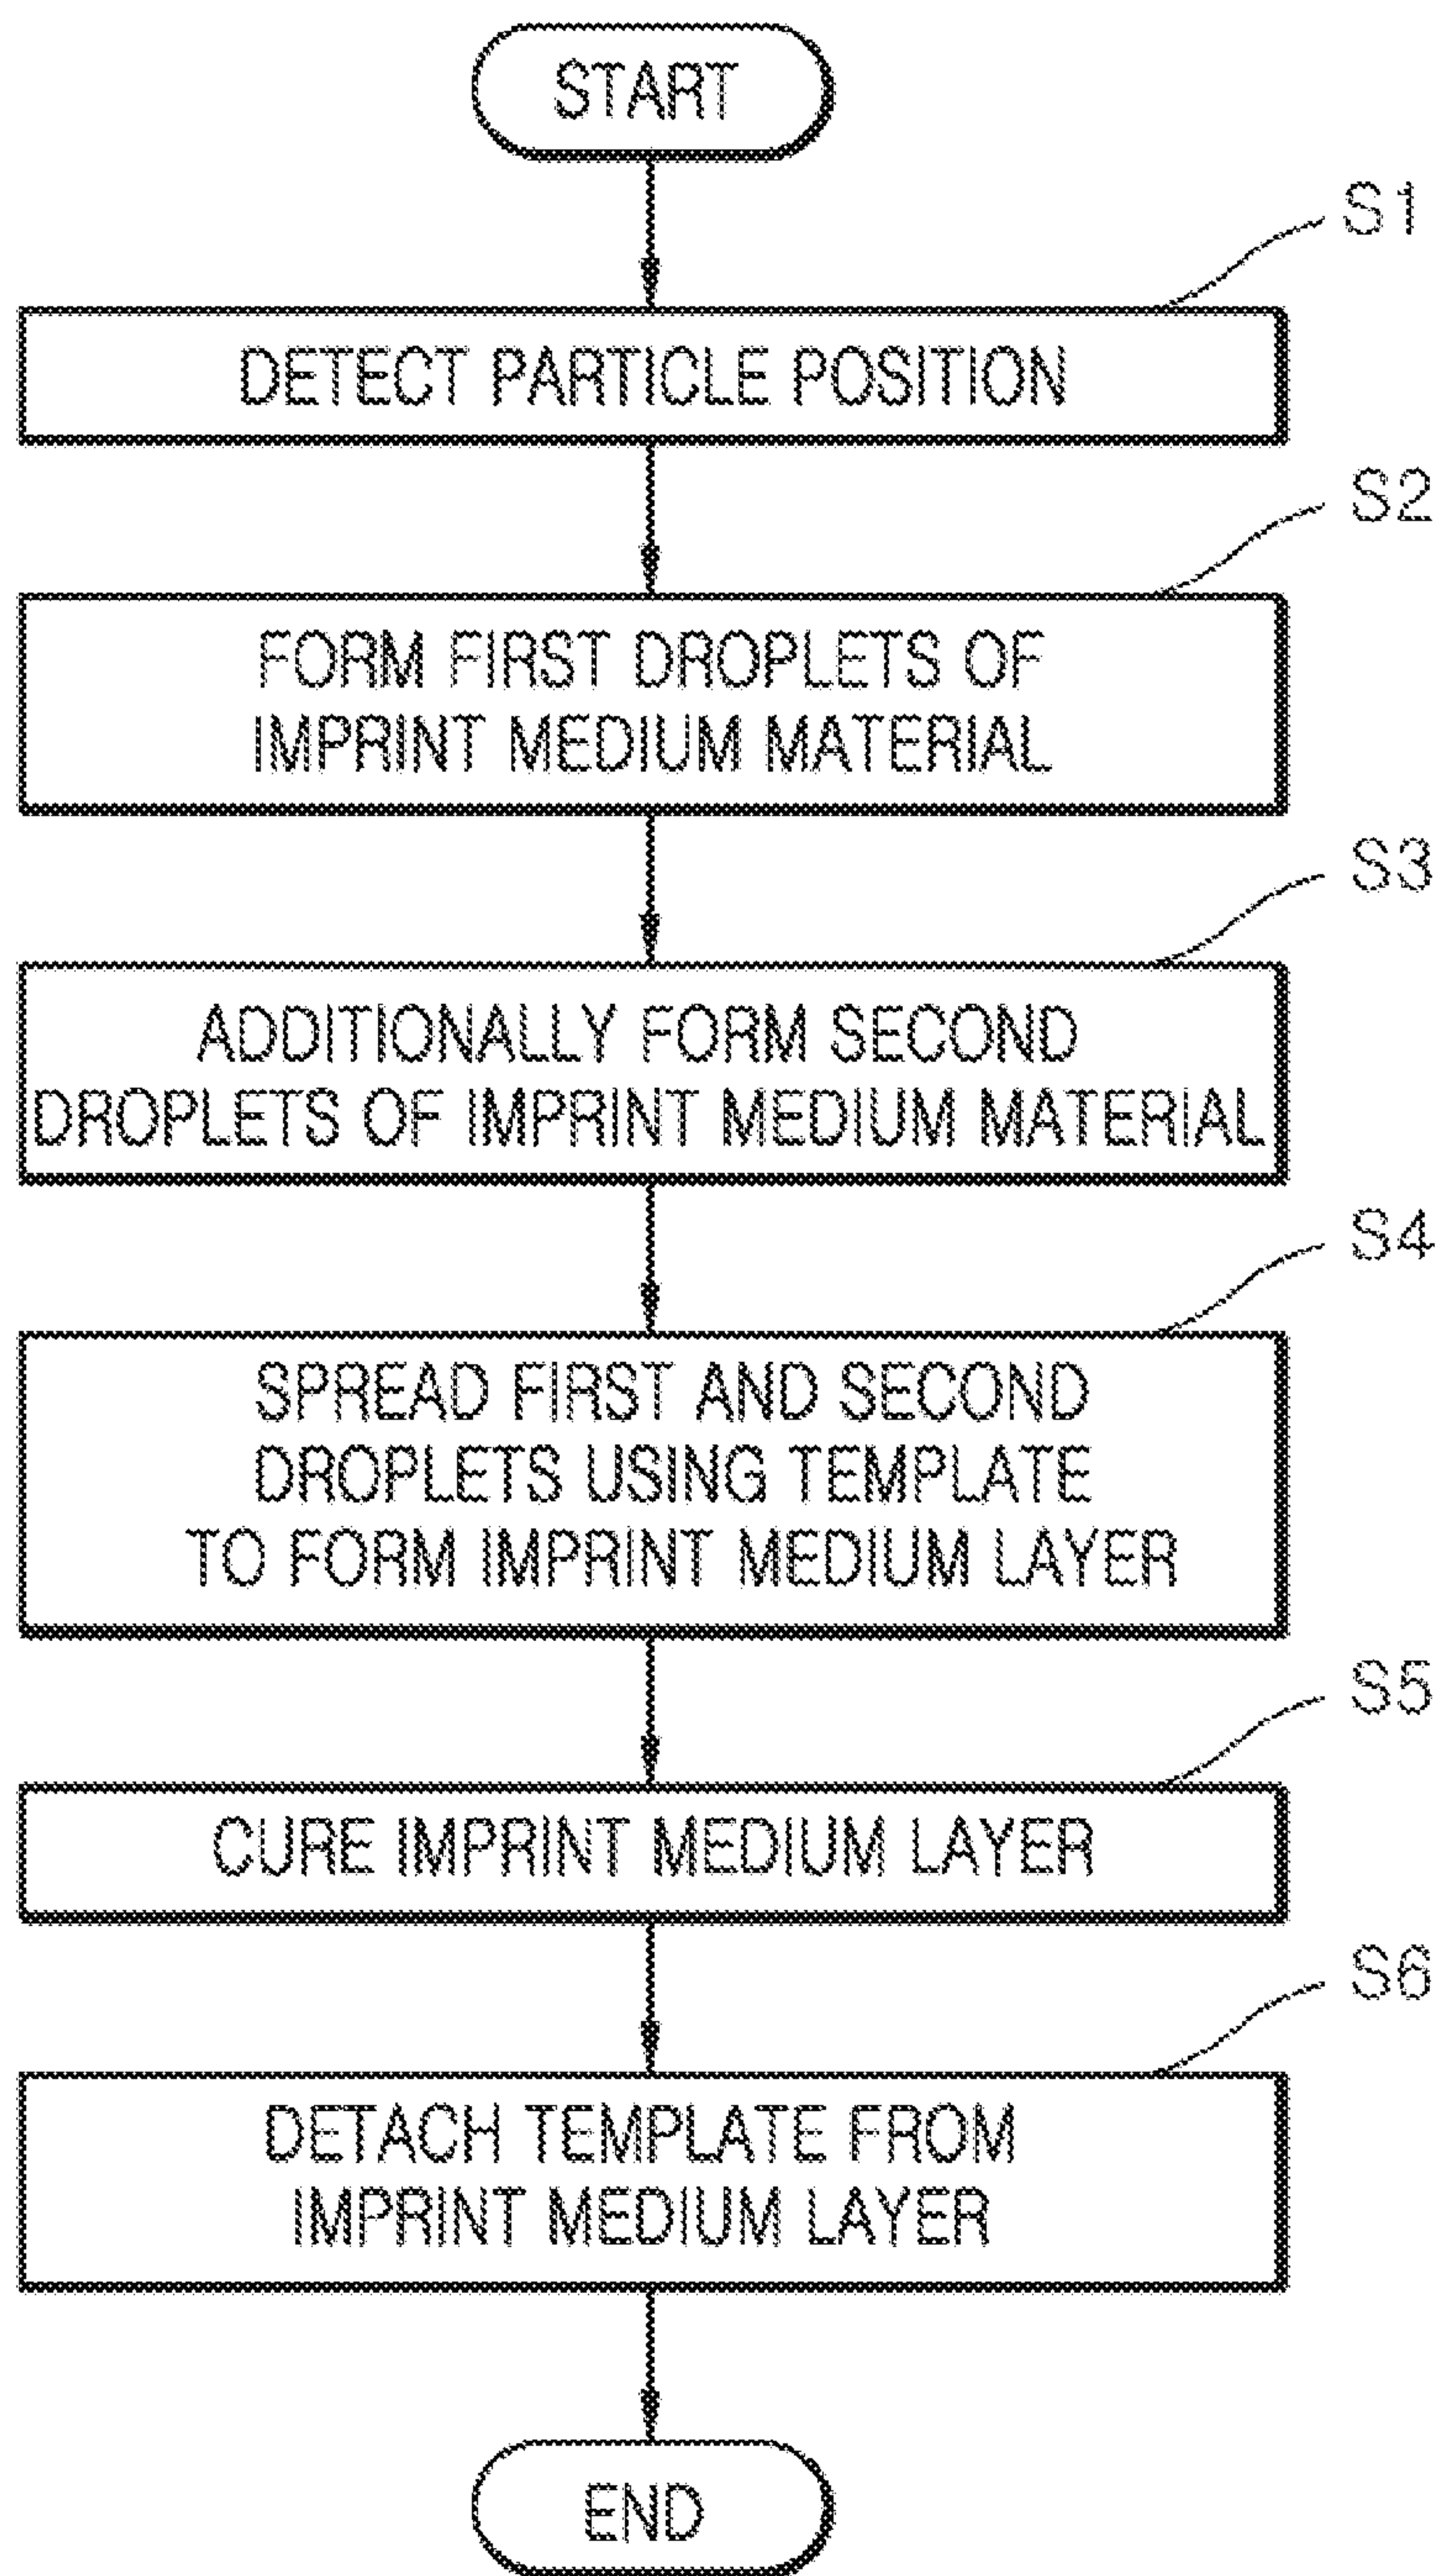 START
S1
DETECT PARTICLE POSITION
S2
FORM FIRST DROPLETS OF
IMPRINT MEDIUM MATERIAL
S3
ADDITIONALLY FORM SECOND
DROPLETS OF IMPRINT MEDIUM MATERIAL
S4
SPREAD FIRST AND SECOND
DROPLETS USING TEMPLATE
TO FORM IMPRINT MEDIUM LAYER
S5
CURE IMPRINT MEDIUM LAYER
S6
DETACH TEMPLATE FROM
IMPRINT MEDIUM LAYER
END